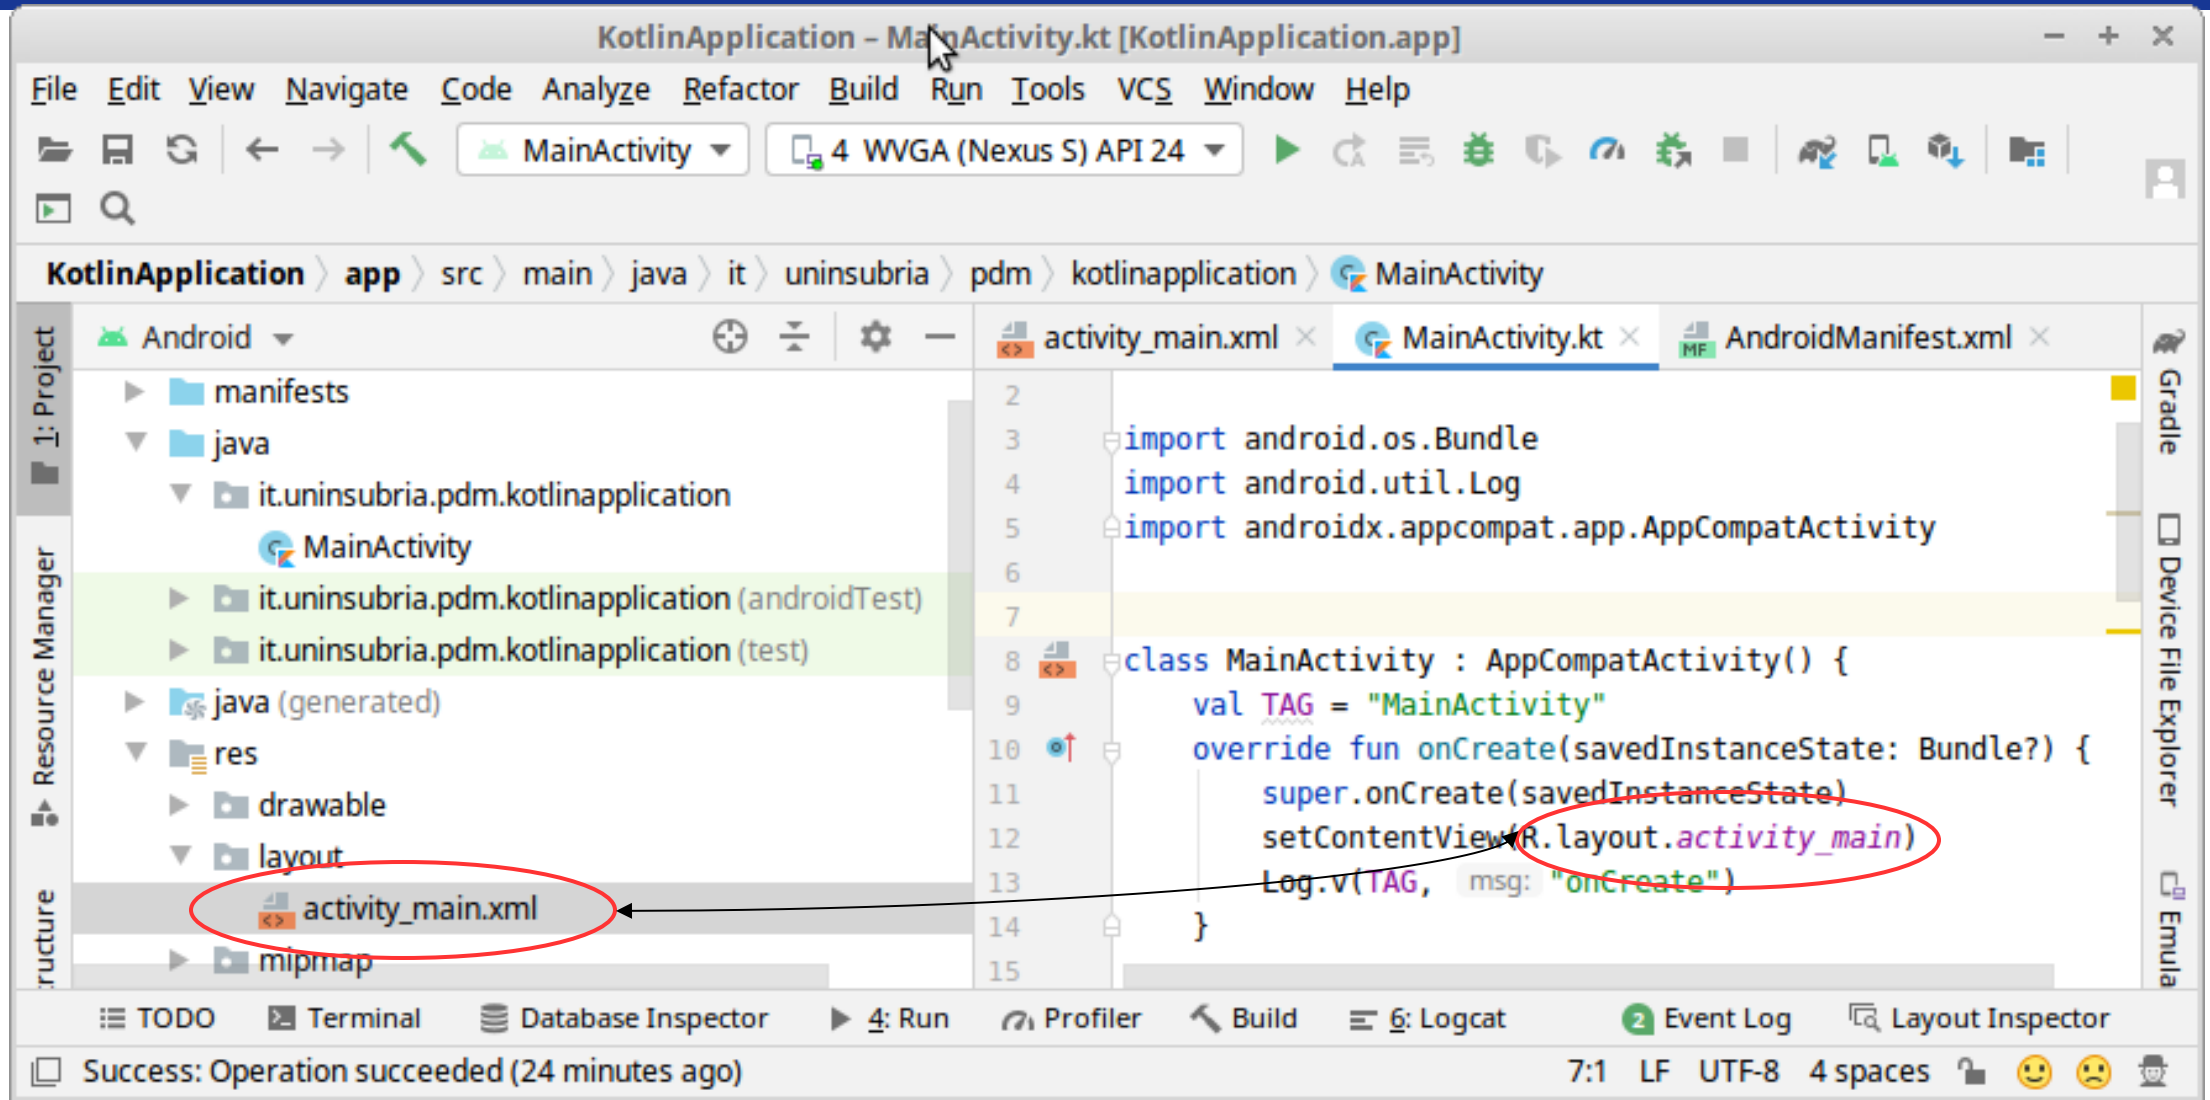 KotlinApplication – MainActivity.kt [KotlinApplication.app]
File Edit View Navigate Code Analyze Refactor Build Run Tools VCS Window Help
MainActivity 4 WVGA (Nexus S) API 24
KotlinApplication app src main java it uninsubria pdm kotlinapplication MainActivity
1: Project
Resource Manager
Android
manifests
java
it.uninsubria.pdm.kotlinapplication
MainActivity
it.uninsubria.pdm.kotlinapplication (androidTest)
it.uninsubria.pdm.kotlinapplication (test)
java (generated)
res
drawable
layout
activity_main.xml
mipmap
activity_main.xml MainActivity.kt AndroidManifest.xml
2
3 import android.os.Bundle
4 import android.util.Log
5 import androidx.appcompat.app.AppCompatActivity
6
7
8 class MainActivity : AppCompatActivity() {
9 val TAG = "MainActivity"
10 override fun onCreate(savedInstanceState: Bundle?) {
11 super.onCreate(savedInstanceState)
12 setContentView(R.layout.activity_main)
13 Log.v(TAG, msg: "onCreate")
14 }
15
Gradle
Device File Explorer
Emula
ructure
TODO Terminal Database Inspector 4: Run Profiler Build 6: Logcat 2 Event Log Layout Inspector
Success: Operation succeeded (24 minutes ago) 7:1 LF UTF-8 4 spaces